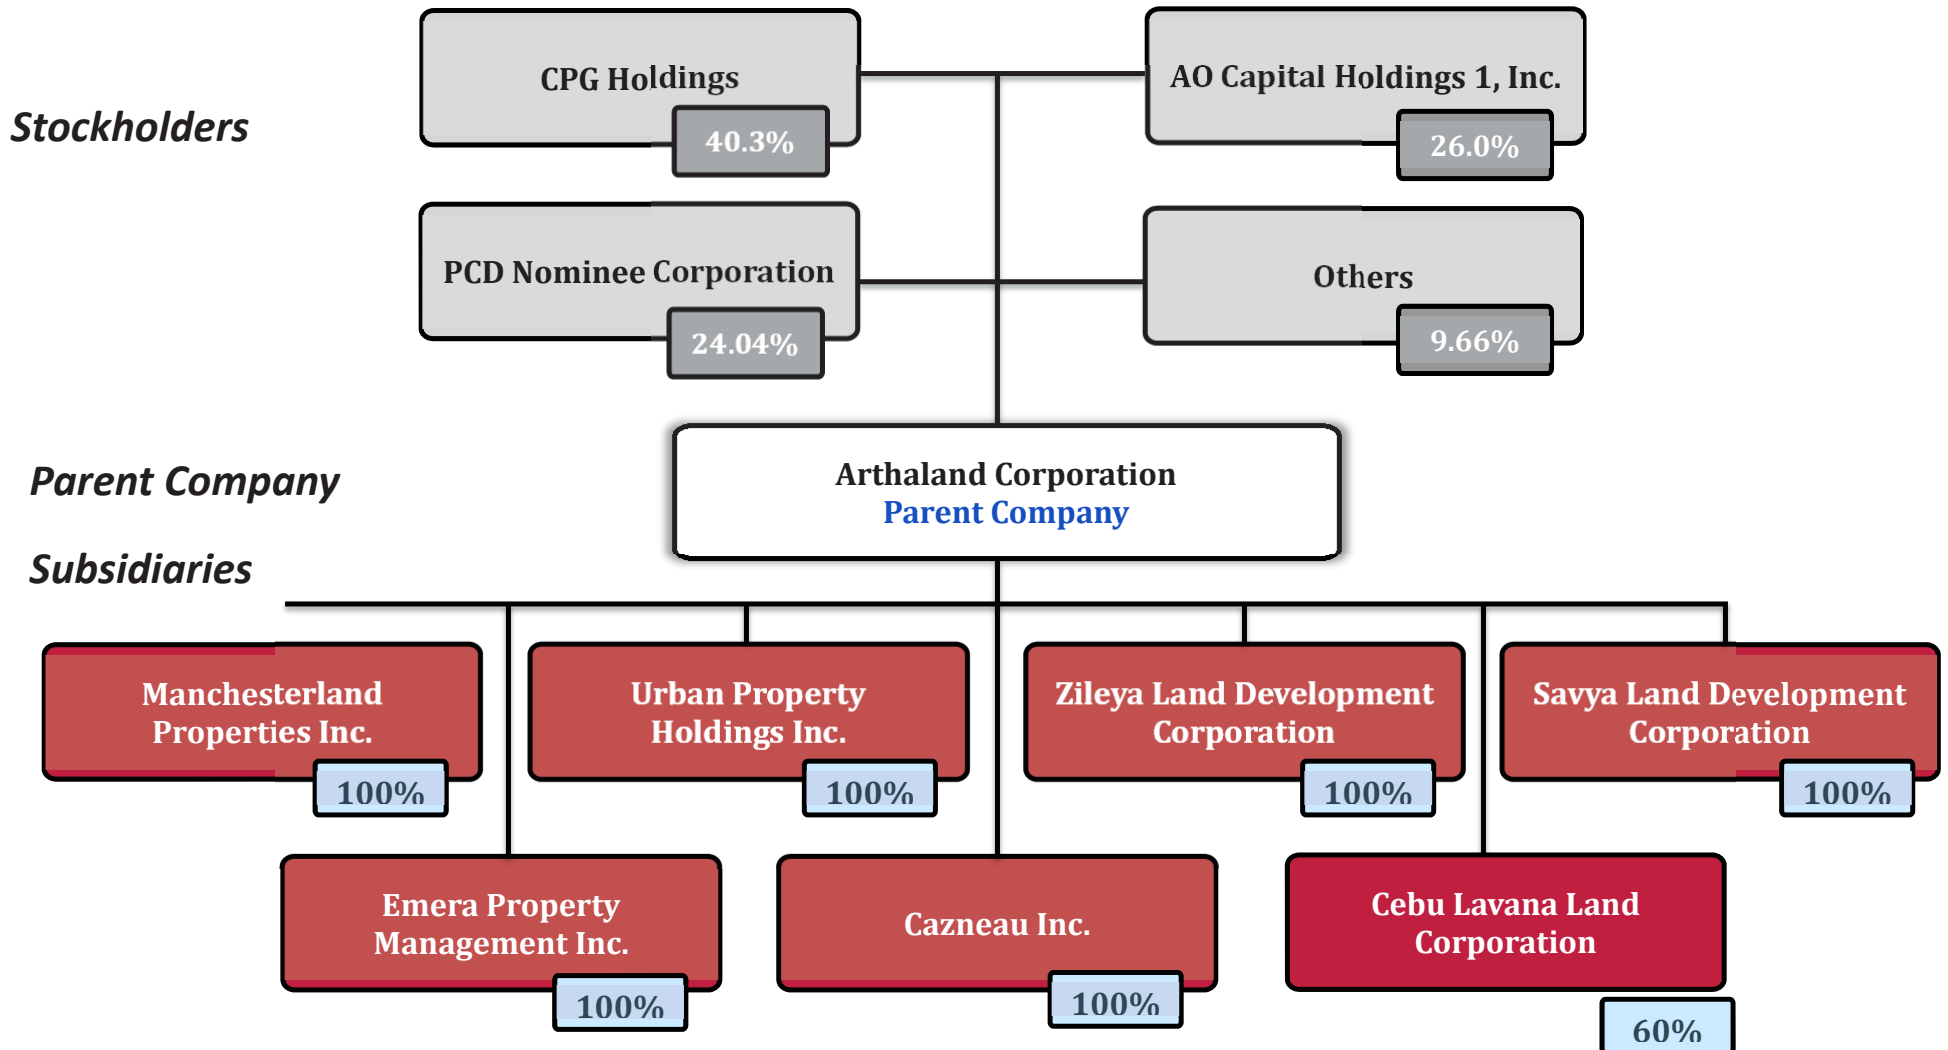 Stockholders
CPG Holdings
40.3%
AO Capital Holdings 1, Inc.
26.0%
PCD Nominee Corporation
24.04%
Others
9.66%
Parent Company
Arthaland Corporation
Parent Company
Subsidiaries
Manchesterland
Properties Inc.
100%
Urban Property
Holdings Inc.
100%
Zileya Land Development
Corporation
100%
Savya Land Development
Corporation
100%
Emera Property
Management Inc.
100%
Cazneau Inc.
100%
Cebu Lavana Land
Corporation
60%